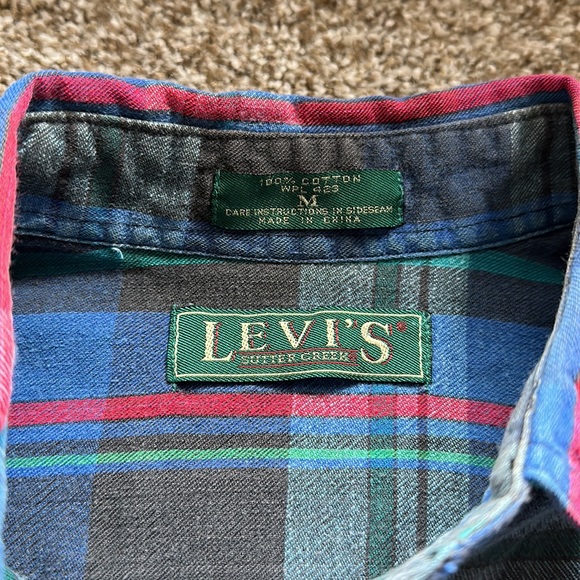 100% COTTON
WPL 423
M
CARE INSTRUCTIONS IN SIDESEAM
MADE IN CHINA
LEVI'S®
SUTTER CREEK